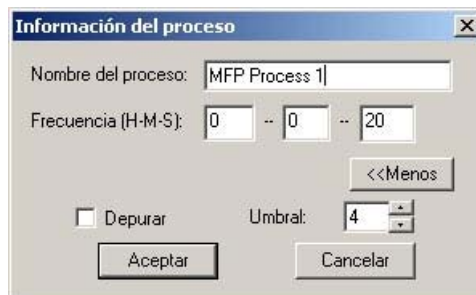 Información del proceso
Nombre del proceso: MFP Process 1
Frecuencia (H-M-S): 0 -- 0 -- 20
<<Menos
Depurar Umbral: 4
Aceptar Cancelar